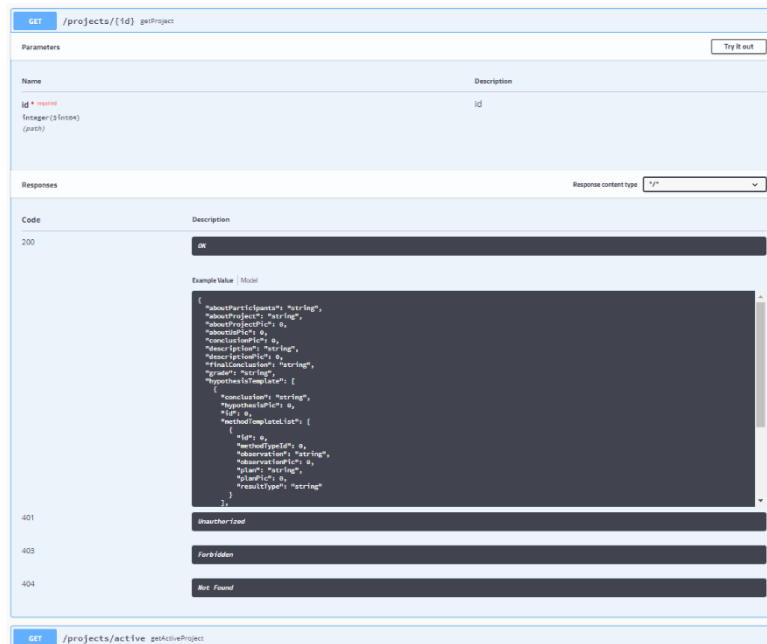 GET /projects/{id} getProject
Parameters
Try it out
Name Description
id * required id
integer($int64)
(path)
Responses Response content type */*
Code Description
200 OK
Example Value | Model
{
"aboutParticipants": "string",
"aboutProject": "string",
"aboutProjectPic": 0,
"aboutUsPic": 0,
"conclusionPic": 0,
"description": "string",
"descriptionPic": 0,
"finalConclusion": "string",
"grade": "string",
"hypothesisTemplate": [
{
"conclusion": "string",
"hypothesisPic": 0,
"id": 0,
"methodTemplateList": [
{
"id": 0,
"methodTypeId": 0,
"observation": "string",
"observationPic": 0,
"plan": "string",
"planPic": 0,
"resultType": "string"
}
],
401 Unauthorized
403 Forbidden
404 Not Found
GET /projects/active getActiveProject